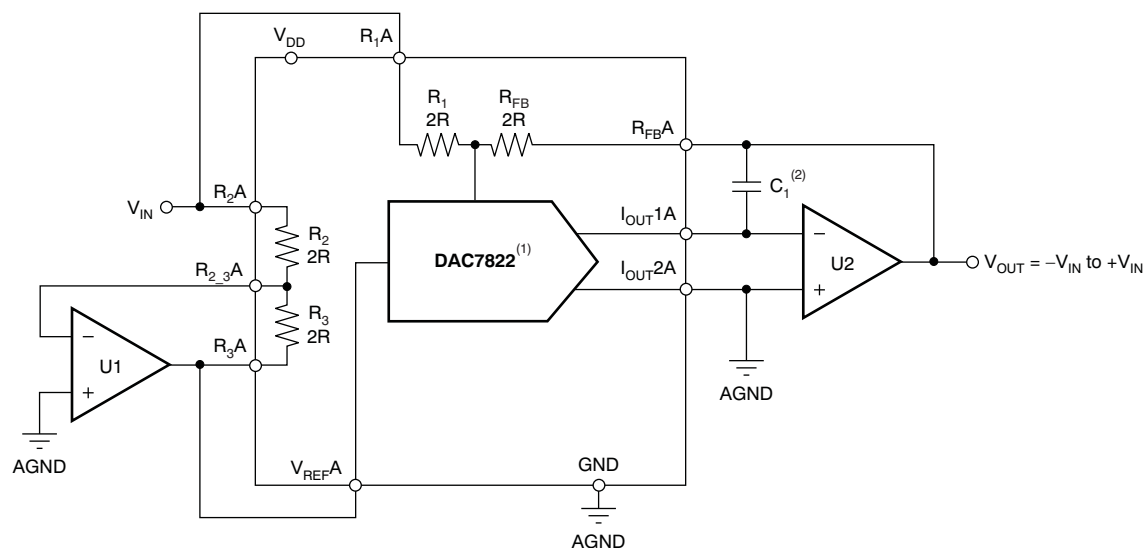 V_DD
R_1A
R_1
2R
R_FB
2R
R_FBA
C_1^(2)
R_2A
V_IN
R_2
2R
I_OUT1A
DAC7822^(1)
−
U2
+
V_OUT = −V_IN to +V_IN
R_2_3A
I_OUT2A
R_3
2R
−
U1
+
R_3A
AGND
AGND
V_REFA
GND
AGND